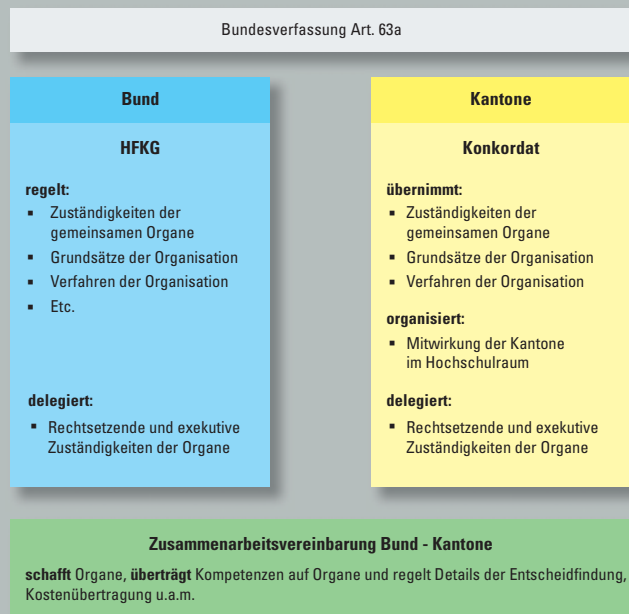 Bundesverfassung Art. 63a
Bund
HFKG
regelt:
▪ Zuständigkeiten der
gemeinsamen Organe
▪ Grundsätze der Organisation
▪ Verfahren der Organisation
▪ Etc.
delegiert:
▪ Rechtsetzende und exekutive
Zuständigkeiten der Organe
Kantone
Konkordat
übernimmt:
▪ Zuständigkeiten der
gemeinsamen Organe
▪ Grundsätze der Organisation
▪ Verfahren der Organisation
organisiert:
▪ Mitwirkung der Kantone
im Hochschulraum
delegiert:
▪ Rechtsetzende und exekutive
Zuständigkeiten der Organe
Zusammenarbeitsvereinbarung Bund - Kantone
schafft Organe, überträgt Kompetenzen auf Organe und regelt Details der Entscheidfindung,
Kostenübertragung u.a.m.